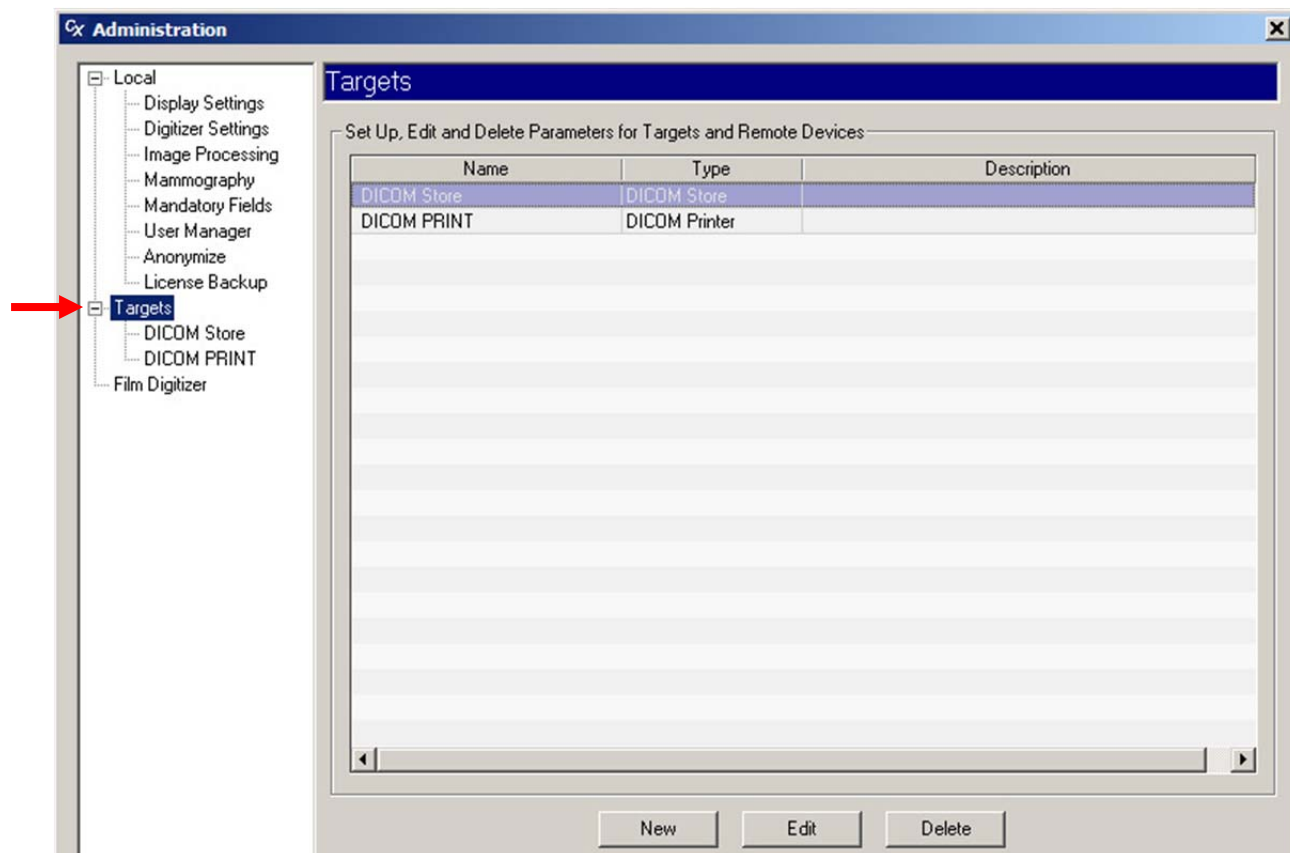 Cx Administration
Local
Display Settings
Digitizer Settings
Image Processing
Mammography
Mandatory Fields
User Manager
Anonymize
License Backup
Targets
DICOM Store
DICOM PRINT
Film Digitizer
Targets
Set Up, Edit and Delete Parameters for Targets and Remote Devices
Name Type Description
DICOM Store DICOM Store
DICOM PRINT DICOM Printer
New Edit Delete